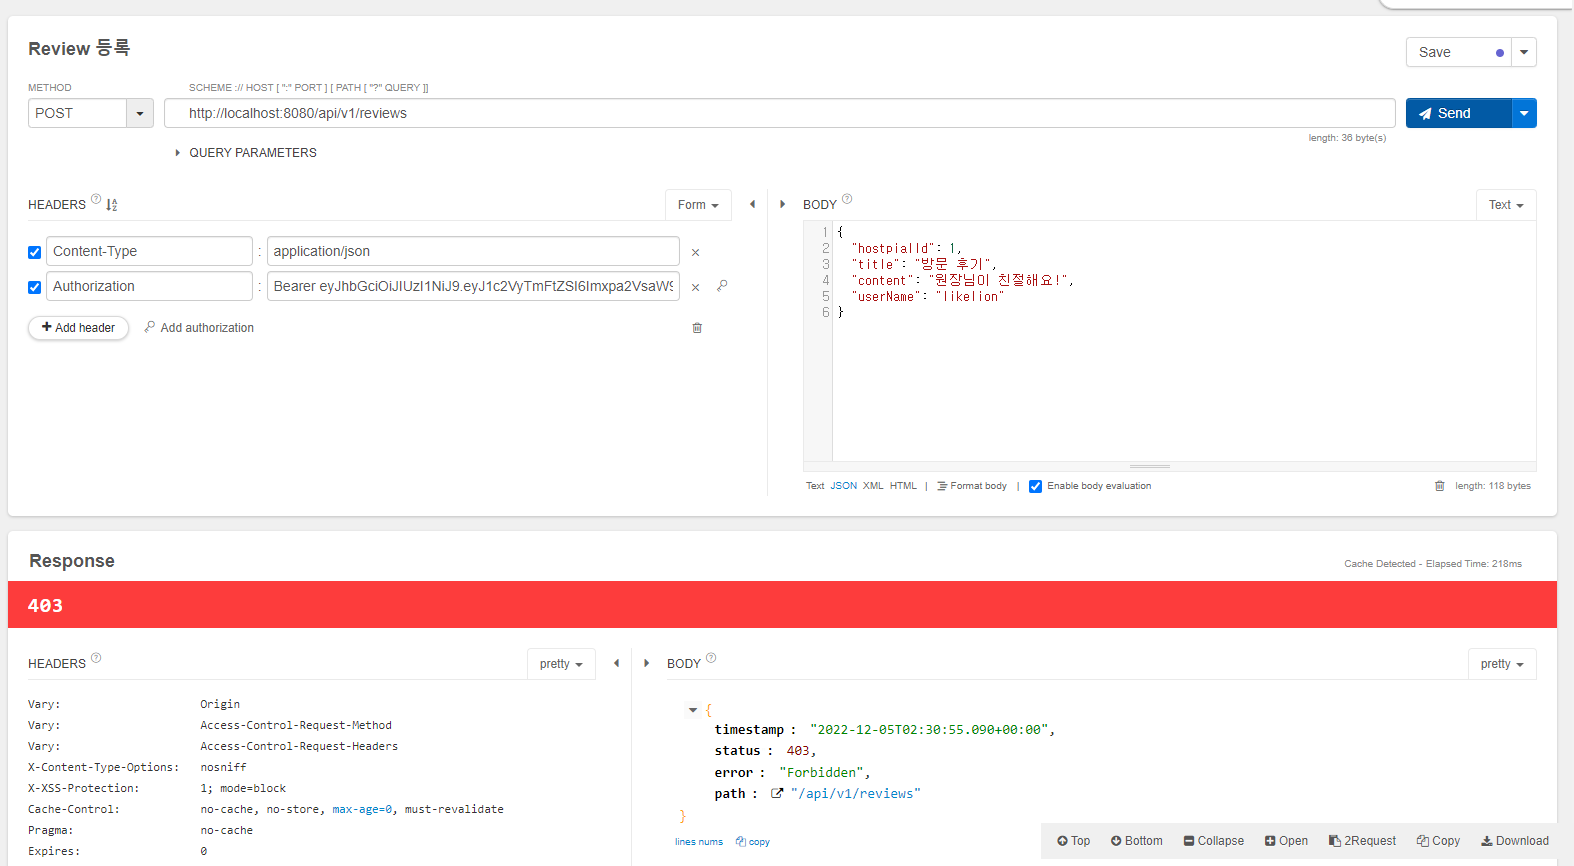 Review 등록
Save
METHOD
SCHEME :// HOST [ ":" PORT ] [ PATH [ "?" QUERY ]]
POST
http://localhost:8080/api/v1/reviews
Send
length: 36 byte(s)
QUERY PARAMETERS
HEADERS ?
Form
Content-Type : application/json
Authorization : Bearer eyJhbGciOiJIUzI1NiJ9.eyJ1c2VyTmFtZSI6Imxpa2VsaW9
Add header
Add authorization
BODY ?
Text
1 {
2 "hostpialId": 1,
3 "title": "방문 후기",
4 "content": "원장님이 친절해요!",
5 "userName": "likelion"
6 }
Text JSON XML HTML | Format body | Enable body evaluation
length: 118 bytes
Response
Cache Detected - Elapsed Time: 218ms
403
HEADERS ?
pretty
Vary: Origin
Vary: Access-Control-Request-Method
Vary: Access-Control-Request-Headers
X-Content-Type-Options: nosniff
X-XSS-Protection: 1; mode=block
Cache-Control: no-cache, no-store, max-age=0, must-revalidate
Pragma: no-cache
Expires: 0
BODY ?
pretty
{
timestamp : "2022-12-05T02:30:55.090+00:00",
status : 403,
error : "Forbidden",
path : "/api/v1/reviews"
}
lines nums copy
Top Bottom Collapse Open 2Request Copy Download